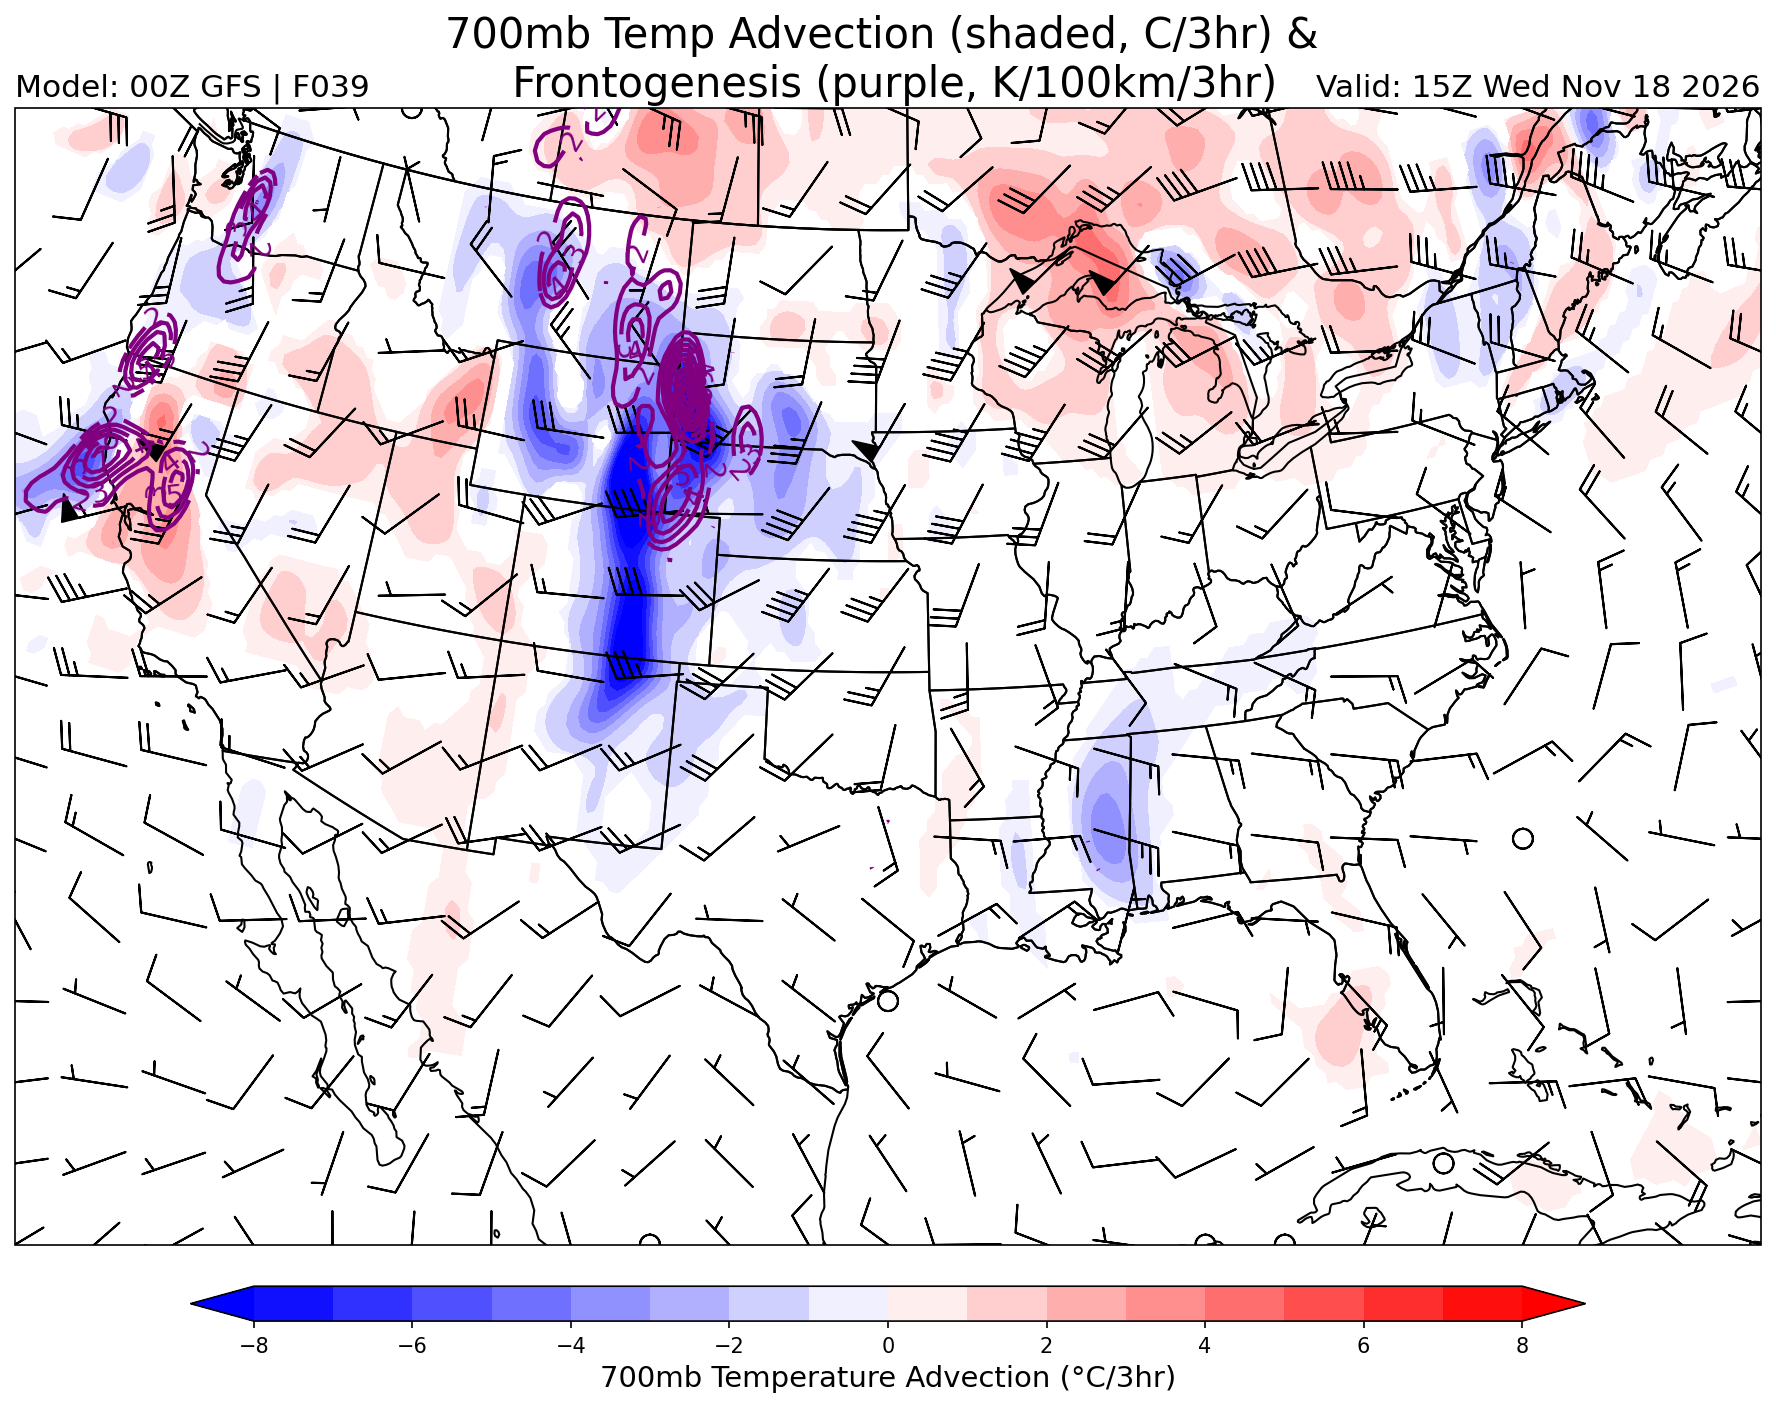 700mb Temp Advection (shaded, C/3hr) &
Model: 00Z GFS | F039
Frontogenesis (purple, K/100km/3hr)
Valid: 15Z Wed Nov 18 2026
−8 −6 −4 −2 0 2 4 6 8
700mb Temperature Advection (°C/3hr)